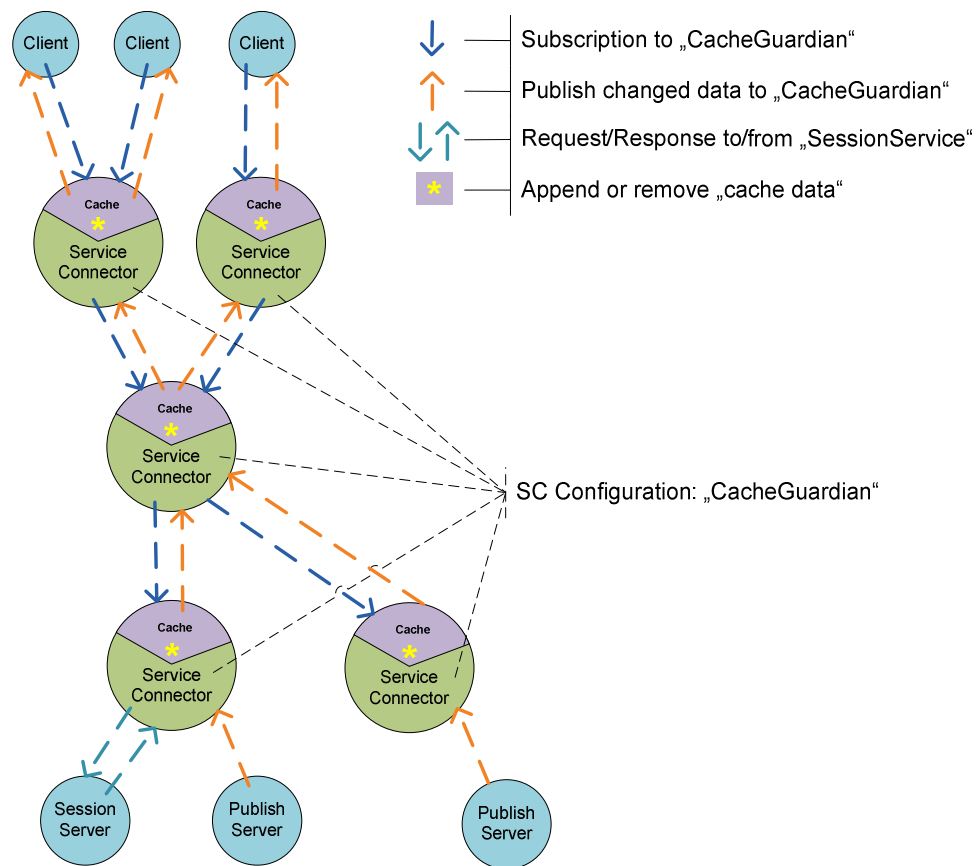 Client
Client
Client
Subscription to „CacheGuardian“
Publish changed data to „CacheGuardian“
Request/Response to/from „SessionService“
* Append or remove „cache data“
Cache
*
Service
Connector
Cache
*
Service
Connector
Cache
*
Service
Connector
SC Configuration: „CacheGuardian“
Cache
*
Service
Connector
Cache
*
Service
Connector
Session
Server
Publish
Server
Publish
Server